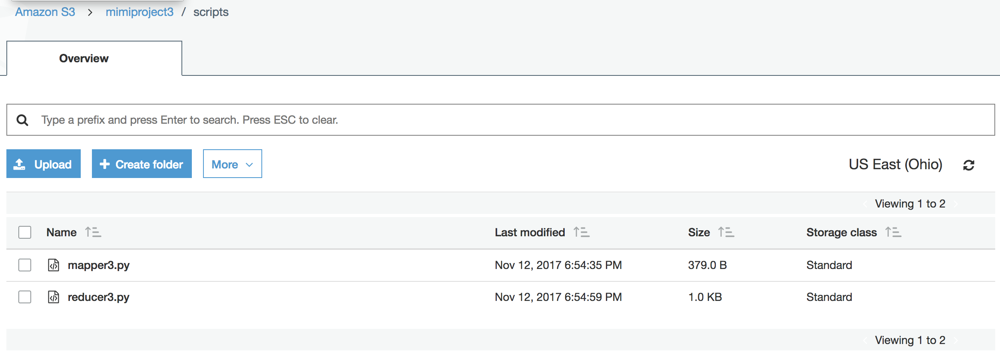 Amazon S3 > mimiproject3 / scripts
Overview
Type a prefix and press Enter to search. Press ESC to clear.
Upload Create folder More US East (Ohio)
Viewing 1 to 2
Name Last modified Size Storage class
mapper3.py Nov 12, 2017 6:54:35 PM 379.0 B Standard
reducer3.py Nov 12, 2017 6:54:59 PM 1.0 KB Standard
Viewing 1 to 2